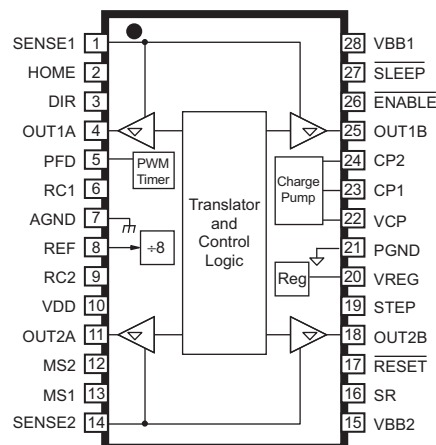 SENSE1 1
HOME 2
DIR 3
OUT1A 4
PFD 5
RC1 6
AGND 7
REF 8
RC2 9
VDD 10
OUT2A 11
MS2 12
MS1 13
SENSE2 14
PWM
Timer
÷8
Translator
and
Control
Logic
Charge
Pump
Reg
28 VBB1
27 SLEEP
26 ENABLE
25 OUT1B
24 CP2
23 CP1
22 VCP
21 PGND
20 VREG
19 STEP
18 OUT2B
17 RESET
16 SR
15 VBB2